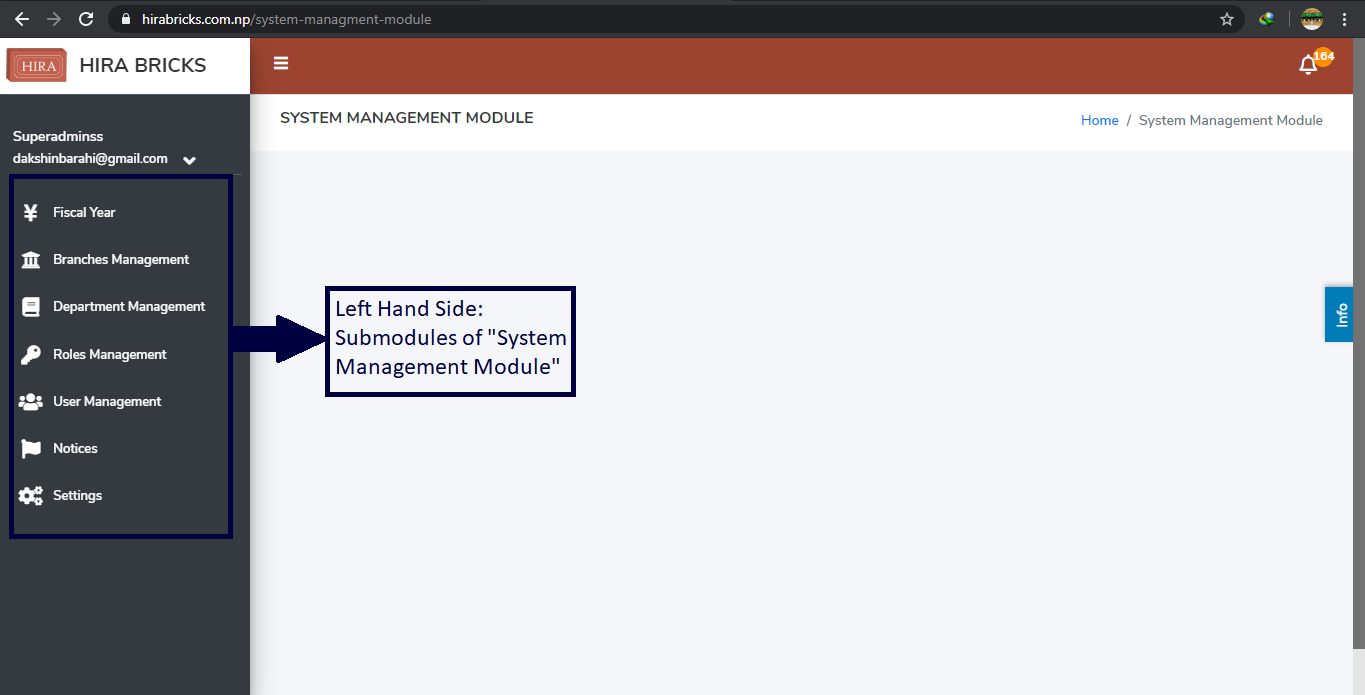 hirabricks.com.np/system-managment-module
HIRA
HIRA BRICKS
164
SYSTEM MANAGEMENT MODULE
Home / System Management Module
Superadminss
dakshinbarahi@gmail.com
Fiscal Year
Branches Management
Department Management
Roles Management
User Management
Notices
Settings
Left Hand Side:
Submodules of "System
Management Module"
Info